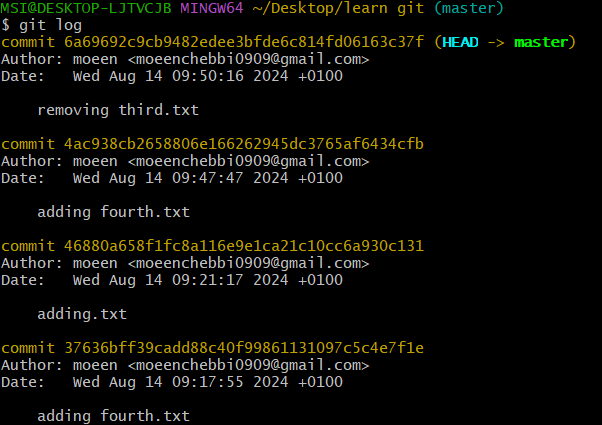 MSI@DESKTOP-LJTVCJB MINGW64 ~/Desktop/learn git (master)
$ git log
commit 6a69692c9cb9482edee3bfde6c814fd06163c37f (HEAD -> master)
Author: moeen <moeenchebbi0909@gmail.com>
Date:   Wed Aug 14 09:50:16 2024 +0100

    removing third.txt

commit 4ac938cb2658806e166262945dc3765af6434cfb
Author: moeen <moeenchebbi0909@gmail.com>
Date:   Wed Aug 14 09:47:47 2024 +0100

    adding fourth.txt

commit 46880a658f1fc8a116e9e1ca21c10cc6a930c131
Author: moeen <moeenchebbi0909@gmail.com>
Date:   Wed Aug 14 09:21:17 2024 +0100

    adding.txt

commit 37636bff39cadd88c40f99861131097c5c4e7f1e
Author: moeen <moeenchebbi0909@gmail.com>
Date:   Wed Aug 14 09:17:55 2024 +0100

    adding fourth.txt